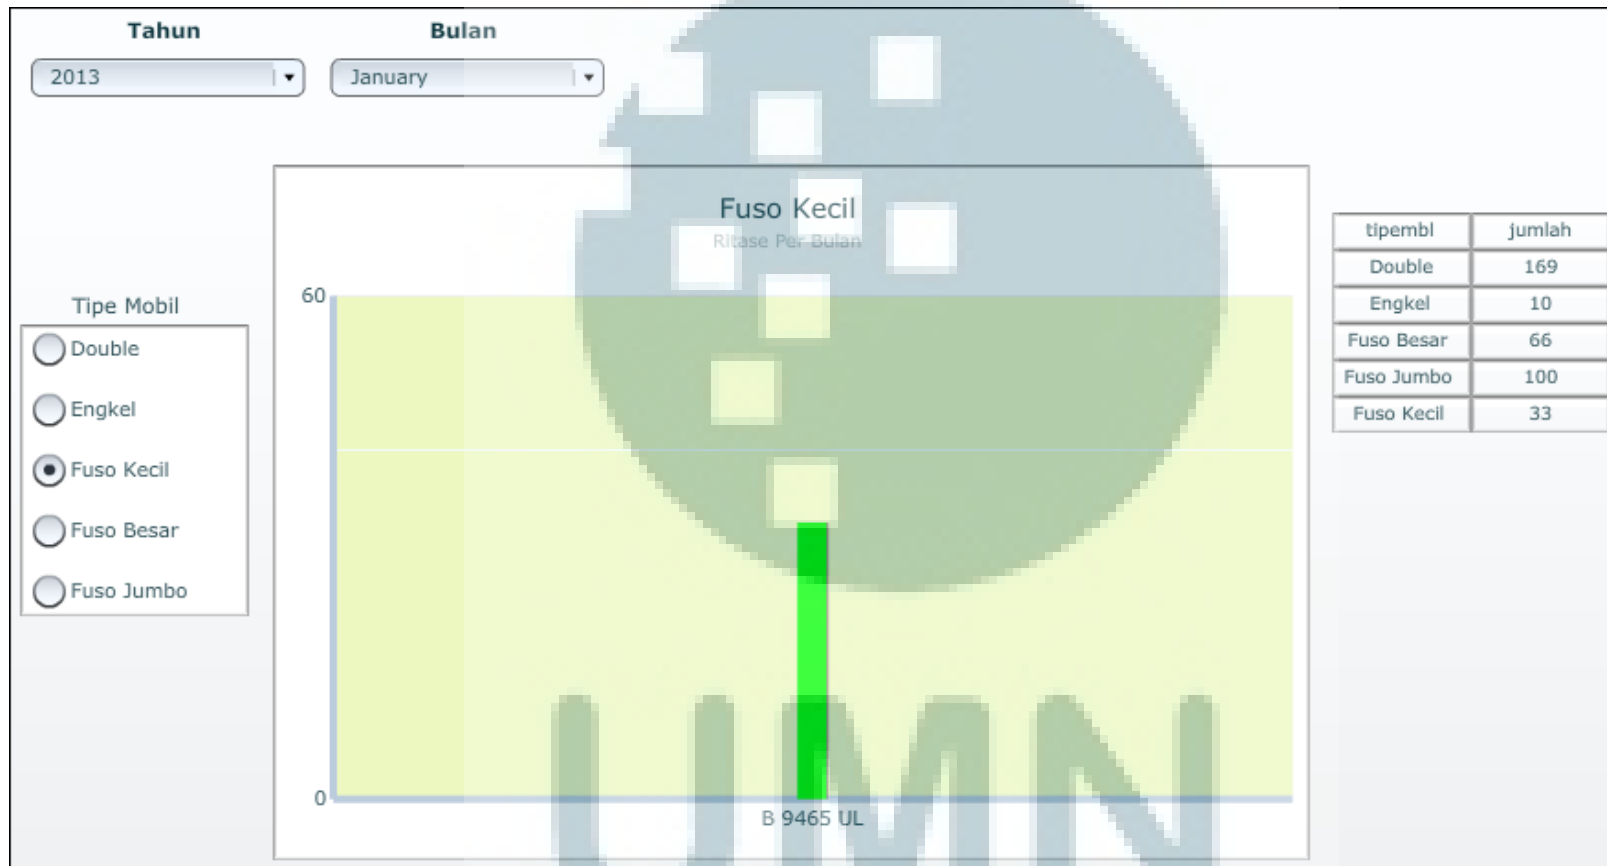 Tahun
Bulan
2013
January
Fuso Kecil
Ritase Per Bulan
60
0
B 9465 UL
Tipe Mobil
Double
Engkel
Fuso Kecil
Fuso Besar
Fuso Jumbo
tipembl jumlah
Double 169
Engkel 10
Fuso Besar 66
Fuso Jumbo 100
Fuso Kecil 33
UMN